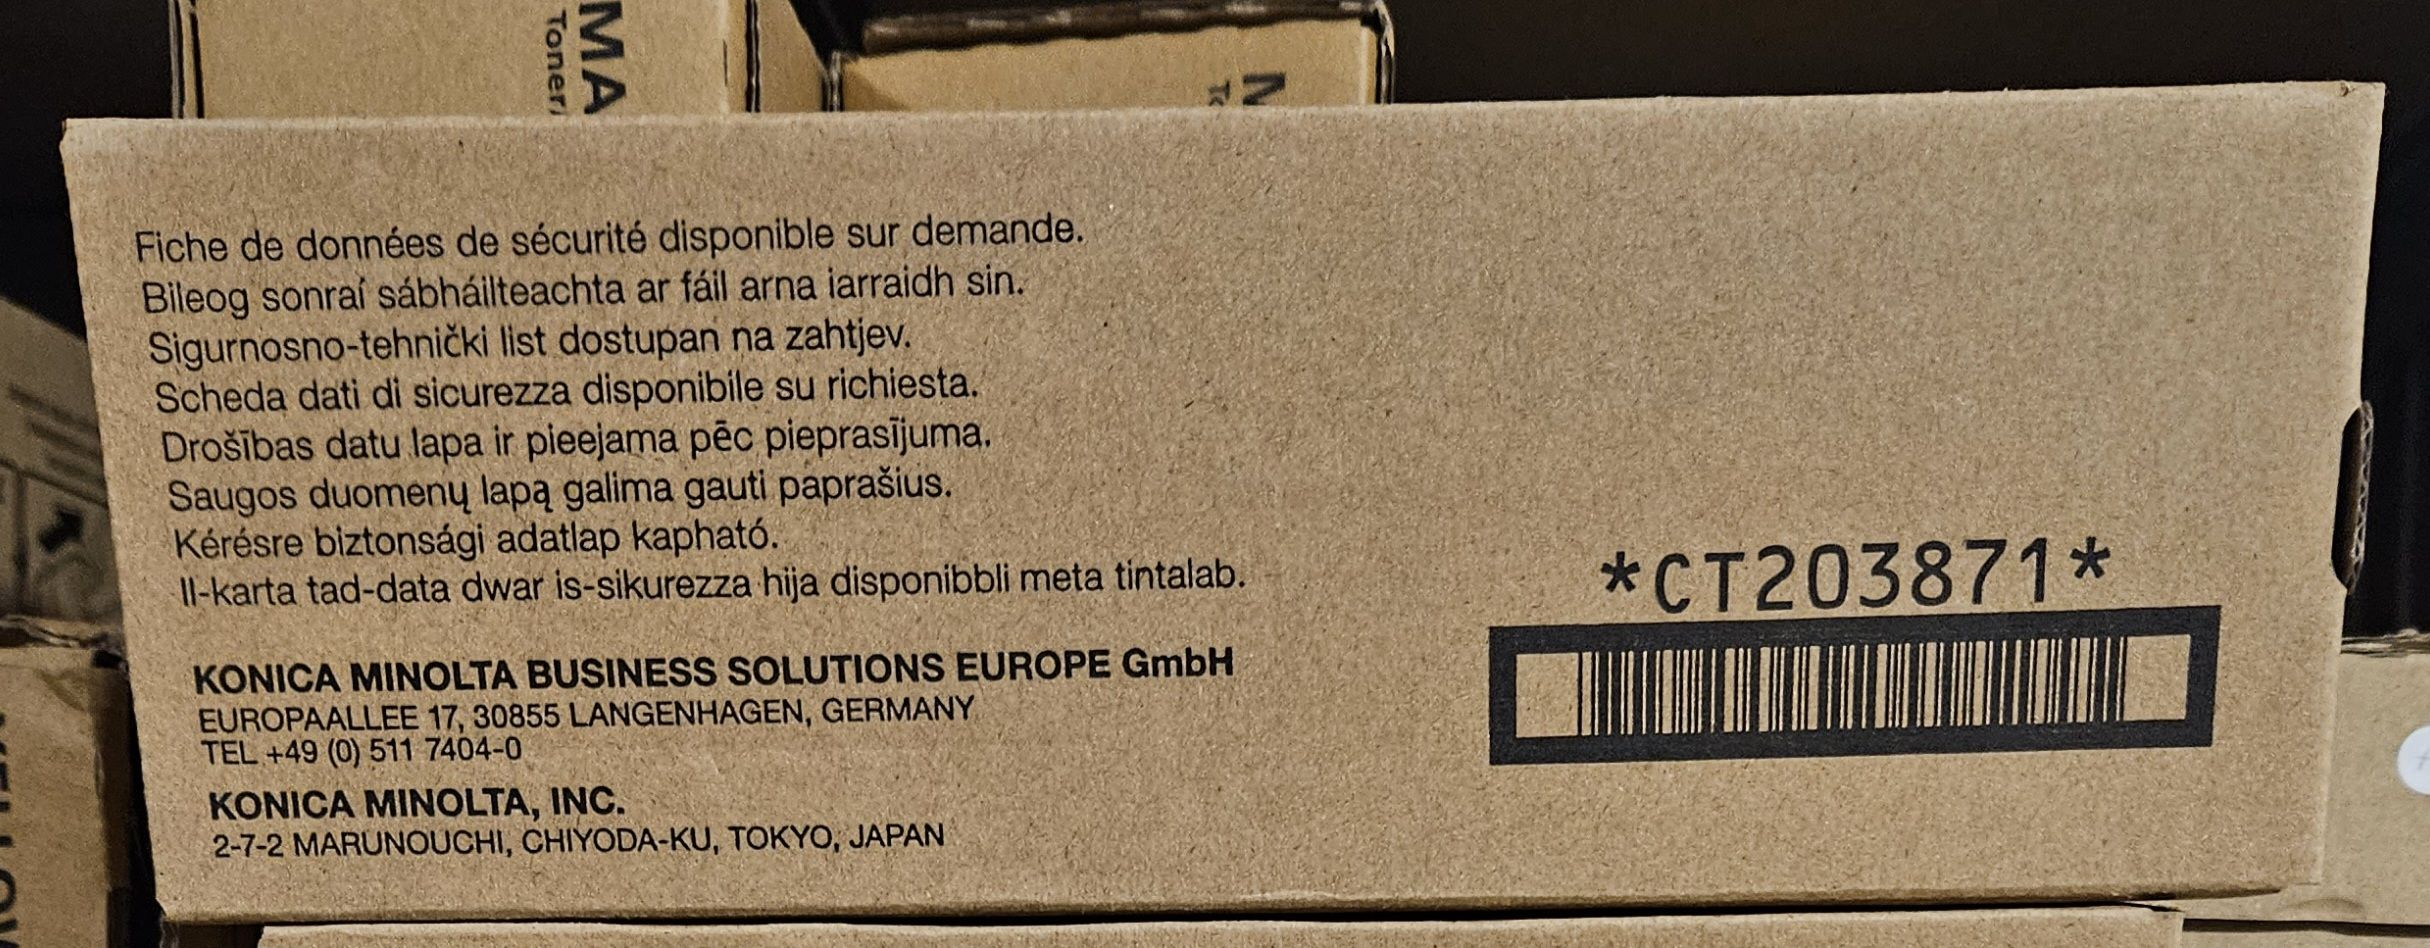 MA
Toner/
Fiche de données de sécurité disponible sur demande.
Bileog sonraí sábháilteachta ar fáil arna iarraidh sin.
Sigurnosno-tehnički list dostupan na zahtjev.
Scheda dati di sicurezza disponibile su richiesta.
Drošības datu lapa ir pieejama pēc pieprasījuma.
Saugos duomenų lapą galima gauti paprašius.
Kérésre biztonsági adatlap kapható.
Il-karta tad-data dwar is-sikurezza hija disponibbli meta tintalab.
*CT203871*
KONICA MINOLTA BUSINESS SOLUTIONS EUROPE GmbH
EUROPAALLEE 17, 30855 LANGENHAGEN, GERMANY
TEL +49 (0) 511 7404-0
KONICA MINOLTA, INC.
2-7-2 MARUNOUCHI, CHIYODA-KU, TOKYO, JAPAN